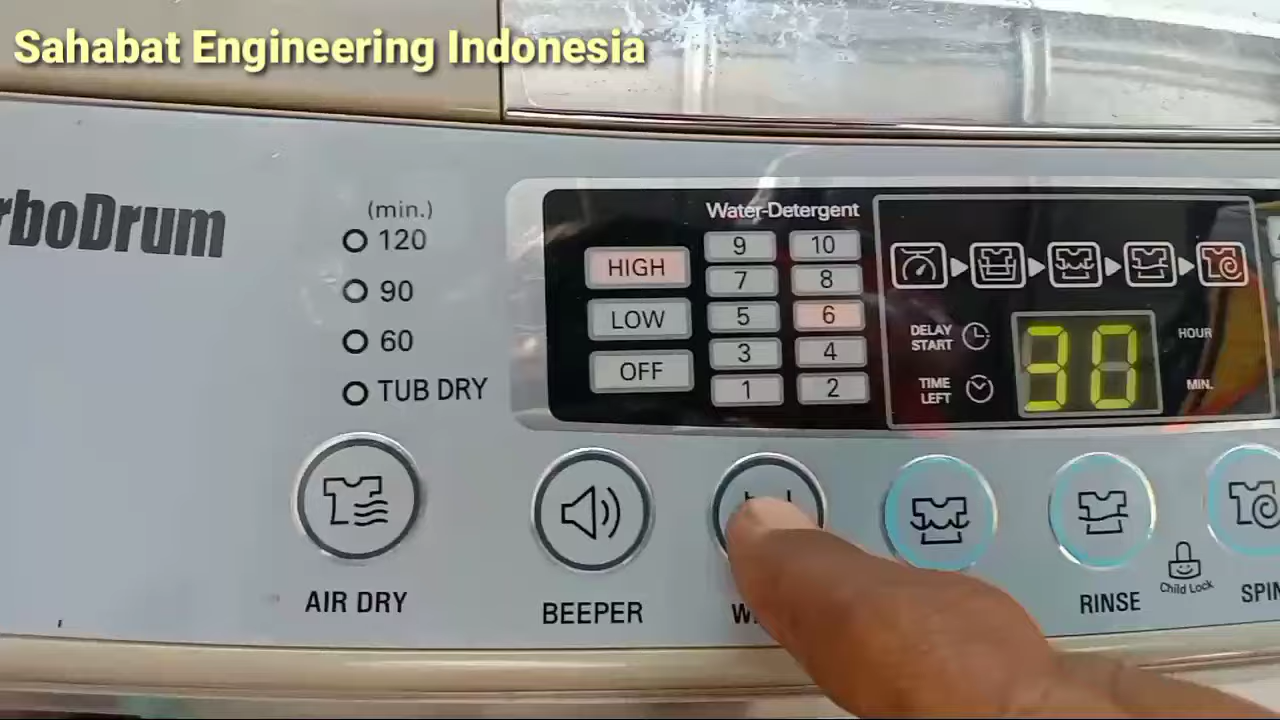 Sahabat Engineering Indonesia
rboDrum
(min.)
120
90
60
TUB DRY
AIR DRY
BEEPER
HIGH
LOW
OFF
Water-Detergent
9 10
7 8
5 6
3 4
1 2
DELAY START
TIME LEFT
30
HOUR
MIN.
RINSE
Child Lock
SPIN